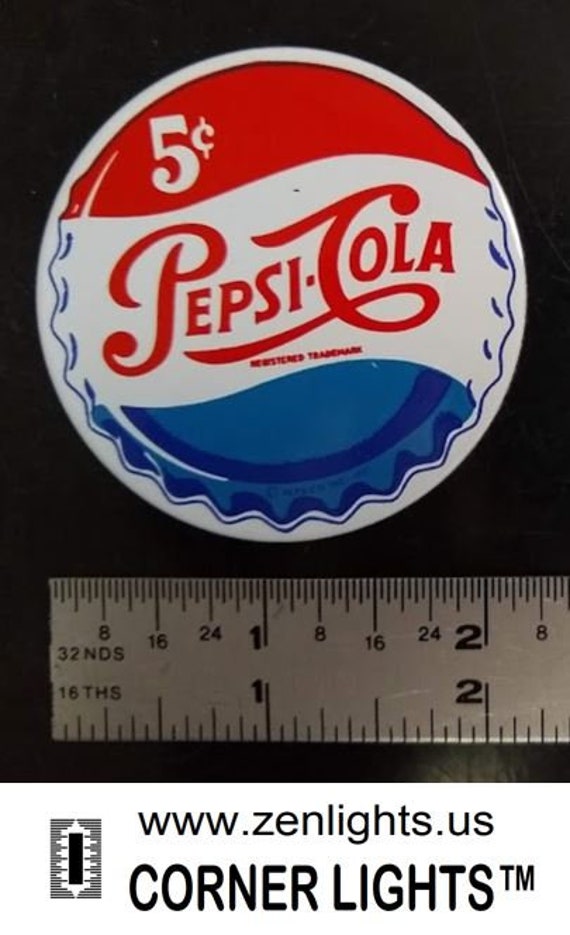 5¢
PEPSI·COLA
REGISTERED TRADEMARK
8 16 24 1 8 16 24 2 8
32NDS
16THS 1 2
www.zenlights.us
CORNER LIGHTS™